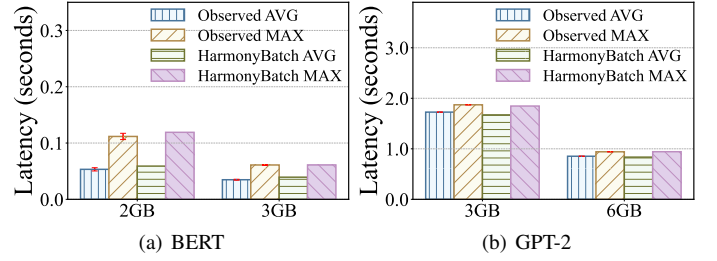 Latency (seconds)
0.3
0.2
0.1
0.0
Observed AVG
Observed MAX
HarmonyBatch AVG
HarmonyBatch MAX
2GB
3GB
(a) BERT
Latency (seconds)
3.0
2.0
1.0
0.0
Observed AVG
Observed MAX
HarmonyBatch AVG
HarmonyBatch MAX
3GB
6GB
(b) GPT-2